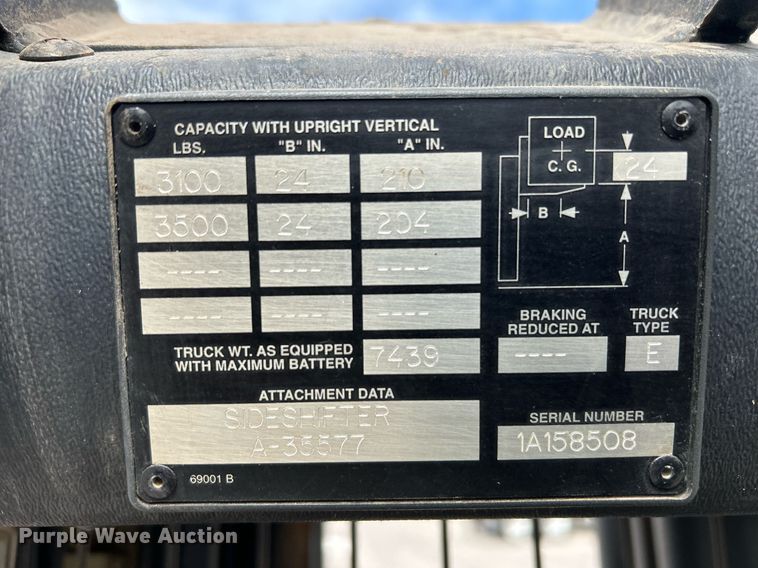 CAPACITY WITH UPRIGHT VERTICAL
LBS. "B" IN. "A" IN.
3100 24 210
3500 24 204
---- ---- ----
---- ---- ----
LOAD
C. G.
24
B
A
TRUCK WT. AS EQUIPPED
WITH MAXIMUM BATTERY
7439
BRAKING
REDUCED AT
----
TRUCK
TYPE
E
ATTACHMENT DATA
SIDESHIFTER
A-35577
SERIAL NUMBER
1A158508
69001 B
Purple Wave Auction